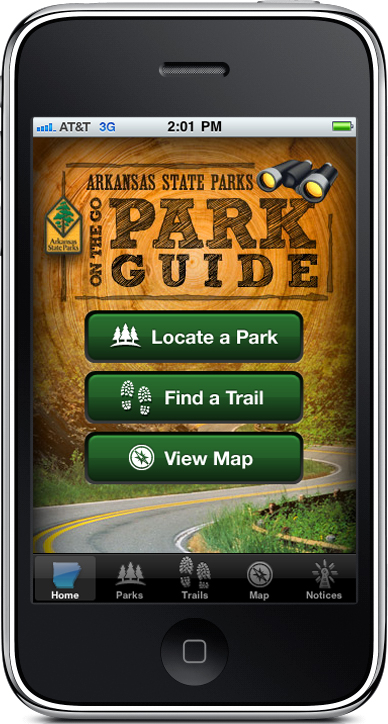 AT&T 3G 2:01 PM
ARKANSAS STATE PARKS
ON THE GO
PARK
GUIDE
Arkansas
State Parks
Locate a Park
Find a Trail
View Map
Home Parks Trails Map Notices